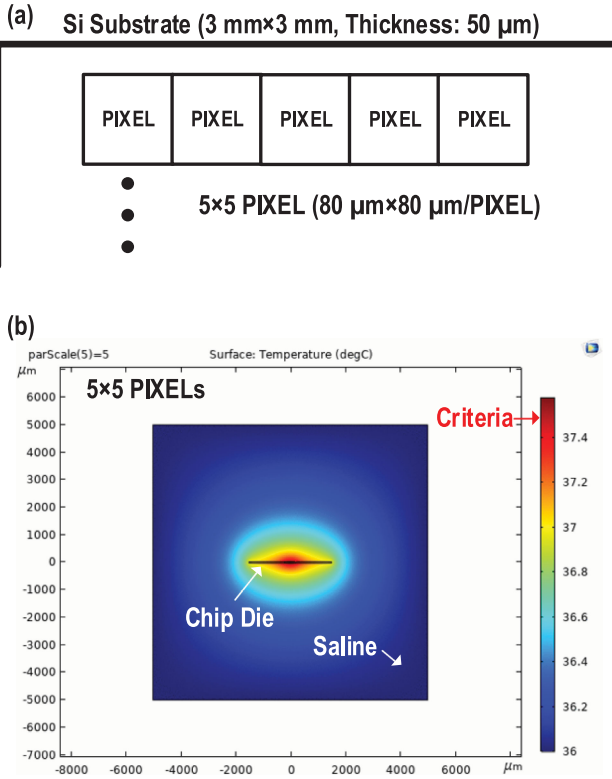 (a)
Si Substrate (3 mm×3 mm, Thickness: 50 µm)
PIXEL PIXEL PIXEL PIXEL PIXEL
5×5 PIXEL (80 µm×80 µm/PIXEL)
(b)
parScale(5)=5 Surface: Temperature (degC)
µm
5×5 PIXELs
Criteria
7000
6000
5000
4000
3000
2000
1000
0
-1000
-2000
-3000
-4000
-5000
-6000
-7000
Chip Die
Saline
37.4
37.2
37
36.8
36.6
36.4
36.2
36
-8000 -6000 -4000 -2000 0 2000 4000 6000 µm